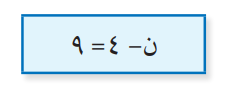 ن− ٤ = ٩